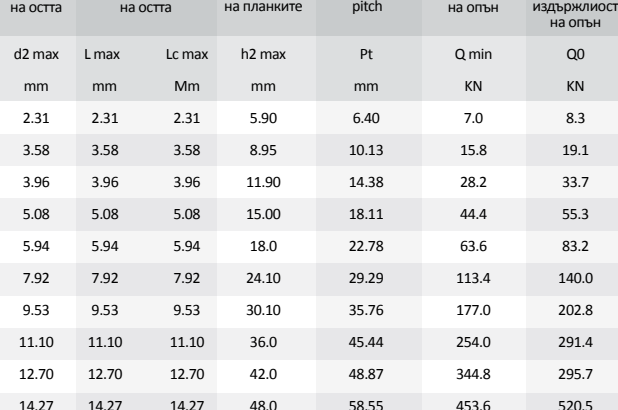 на остта на остта на планките pitch на опън издържлиост
на опън
d2 max L max Lc max h2 max Pt Q min Q0
mm mm Mm mm mm KN KN
2.31 2.31 2.31 5.90 6.40 7.0 8.3
3.58 3.58 3.58 8.95 10.13 15.8 19.1
3.96 3.96 3.96 11.90 14.38 28.2 33.7
5.08 5.08 5.08 15.00 18.11 44.4 55.3
5.94 5.94 5.94 18.0 22.78 63.6 83.2
7.92 7.92 7.92 24.10 29.29 113.4 140.0
9.53 9.53 9.53 30.10 35.76 177.0 202.8
11.10 11.10 11.10 36.0 45.44 254.0 291.4
12.70 12.70 12.70 42.0 48.87 344.8 295.7
14.27 14.27 14.27 48.0 58.55 453.6 520.5